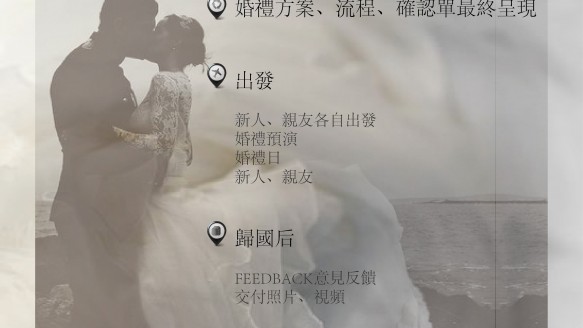 婚禮方案、流程、確認單最終呈現
出發
新人、親友各自出發
婚禮預演
婚禮日
新人、親友
歸國后
FEEDBACK意見反饋
交付照片、視頻